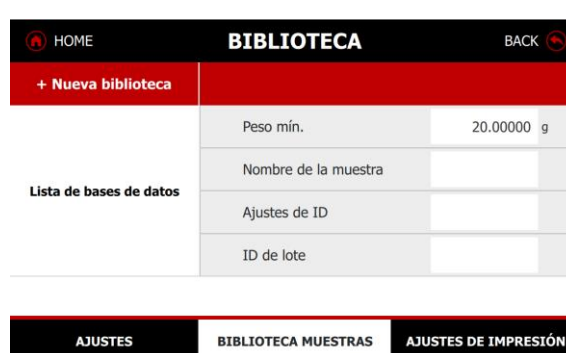 HOME
BIBLIOTECA
BACK
+ Nueva biblioteca
Peso mín.
20.00000 g
Nombre de la muestra
Lista de bases de datos
Ajustes de ID
ID de lote
AJUSTES
BIBLIOTECA MUESTRAS
AJUSTES DE IMPRESIÓN